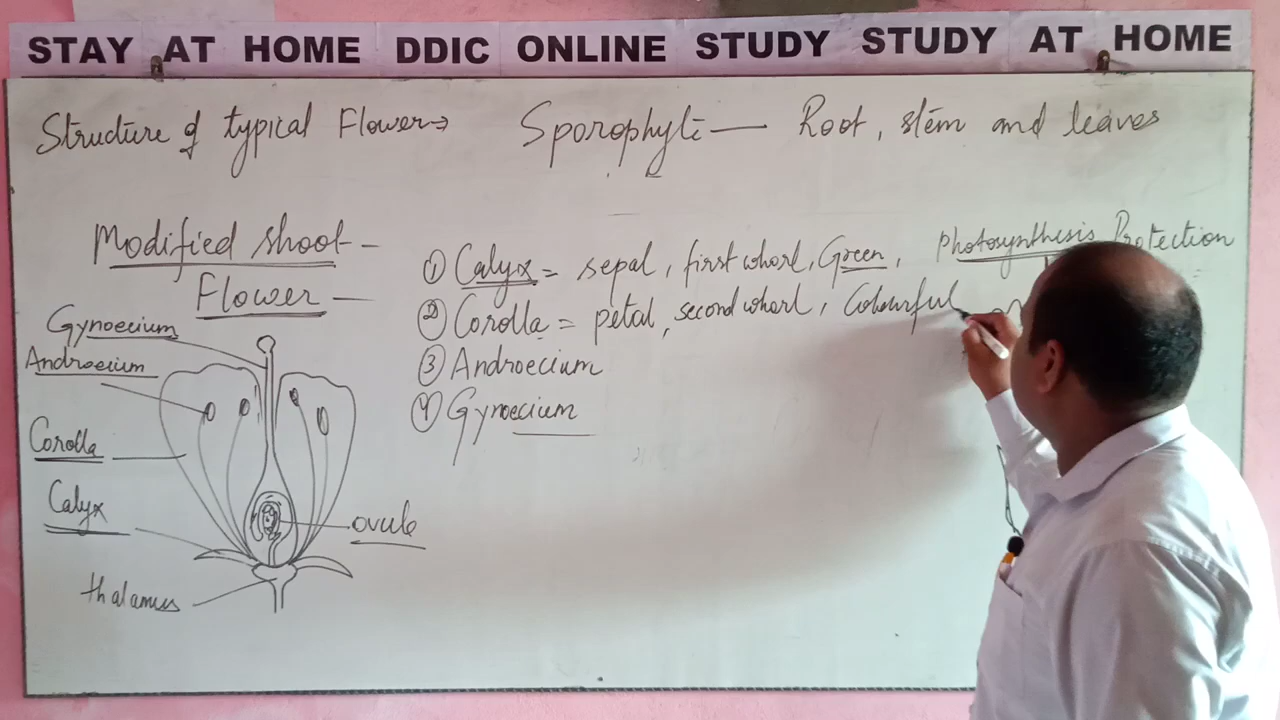 STAY AT HOME DDIC ONLINE STUDY STUDY AT HOME
Structure of typical Flower→ Sporophyte — Root, stem and leaves
Modified shoot –
Flower –
① Calyx = sepal, first whorl, Green, Photosynthesis Protection
② Corolla = petal, second whorl, Colourful
③ Androecium
④ Gynoecium
Gynoecium
Androecium
Corolla
Calyx
ovule
thalamus